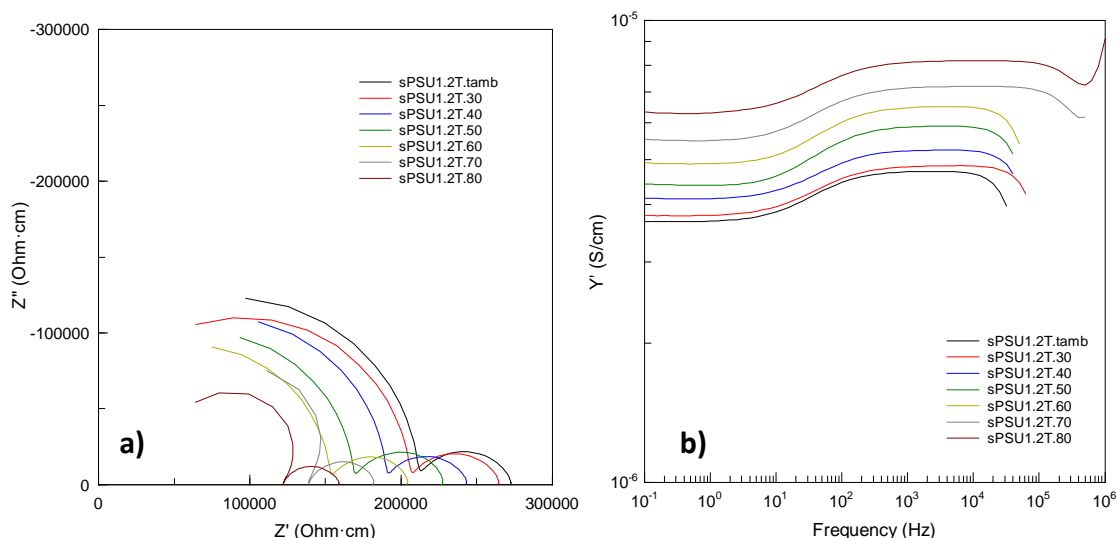 -300000
-200000
-100000
0
0
100000
200000
300000
Z'' (Ohm·cm)
Z' (Ohm·cm)
sPSU1.2T.tamb
sPSU1.2T.30
sPSU1.2T.40
sPSU1.2T.50
sPSU1.2T.60
sPSU1.2T.70
sPSU1.2T.80
a)
10-5
10-6
Y' (S/cm)
10-1
100
101
102
103
104
105
106
Frequency (Hz)
sPSU1.2T.tamb
sPSU1.2T.30
sPSU1.2T.40
sPSU1.2T.50
sPSU1.2T.60
sPSU1.2T.70
sPSU1.2T.80
b)